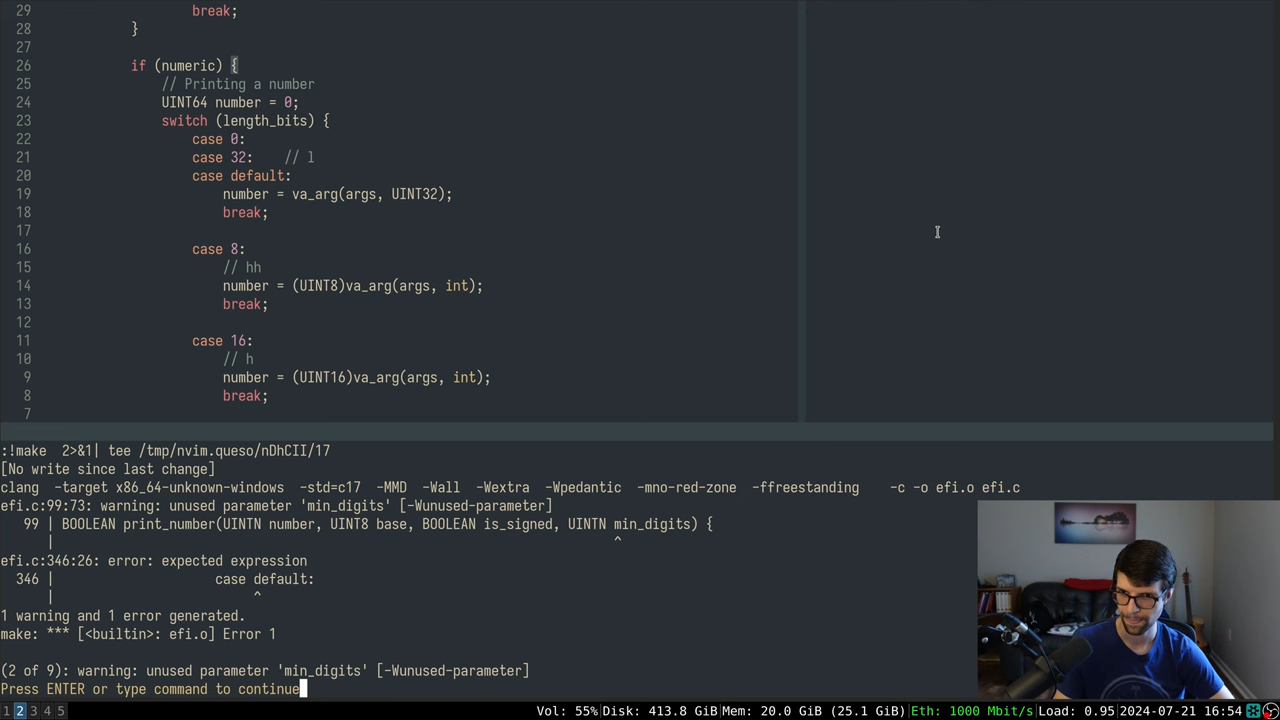 29                         break;
28             }
27
26             if (numeric) {
25                 // Printing a number
24                 UINT64 number = 0;
23                 switch (length_bits) {
22                     case 0:
21                     case 32:    // l
20                     case default:
19                         number = va_arg(args, UINT32);
18                         break;
17
16                     case 8:
15                         // hh
14                         number = (UINT8)va_arg(args, int);
13                         break;
12
11                     case 16:
10                         // h
9                         number = (UINT16)va_arg(args, int);
8                         break;
7
:!make  2>&1| tee /tmp/nvim.queso/nDhCII/17
[No write since last change]
clang  -target x86_64-unknown-windows  -std=c17  -MMD  -Wall  -Wextra  -Wpedantic  -mno-red-zone  -ffreestanding    -c -o efi.o efi.c
efi.c:99:73: warning: unused parameter 'min_digits' [-Wunused-parameter]
   99 | BOOLEAN print_number(UINTN number, UINT8 base, BOOLEAN is_signed, UINTN min_digits) {
      |                                                                         ^
efi.c:346:26: error: expected expression
  346 |                     case default:
      |                          ^
1 warning and 1 error generated.
make: *** [<builtin>: efi.o] Error 1
(2 of 9): warning: unused parameter 'min_digits' [-Wunused-parameter]
Press ENTER or type command to continue
1 2 3 4 5 Vol: 55%|Disk: 413.8 GiB|Mem: 20.0 GiB (25.1 GiB)|Eth: 1000 Mbit/s|Load: 0.95 2024-07-21 16:54